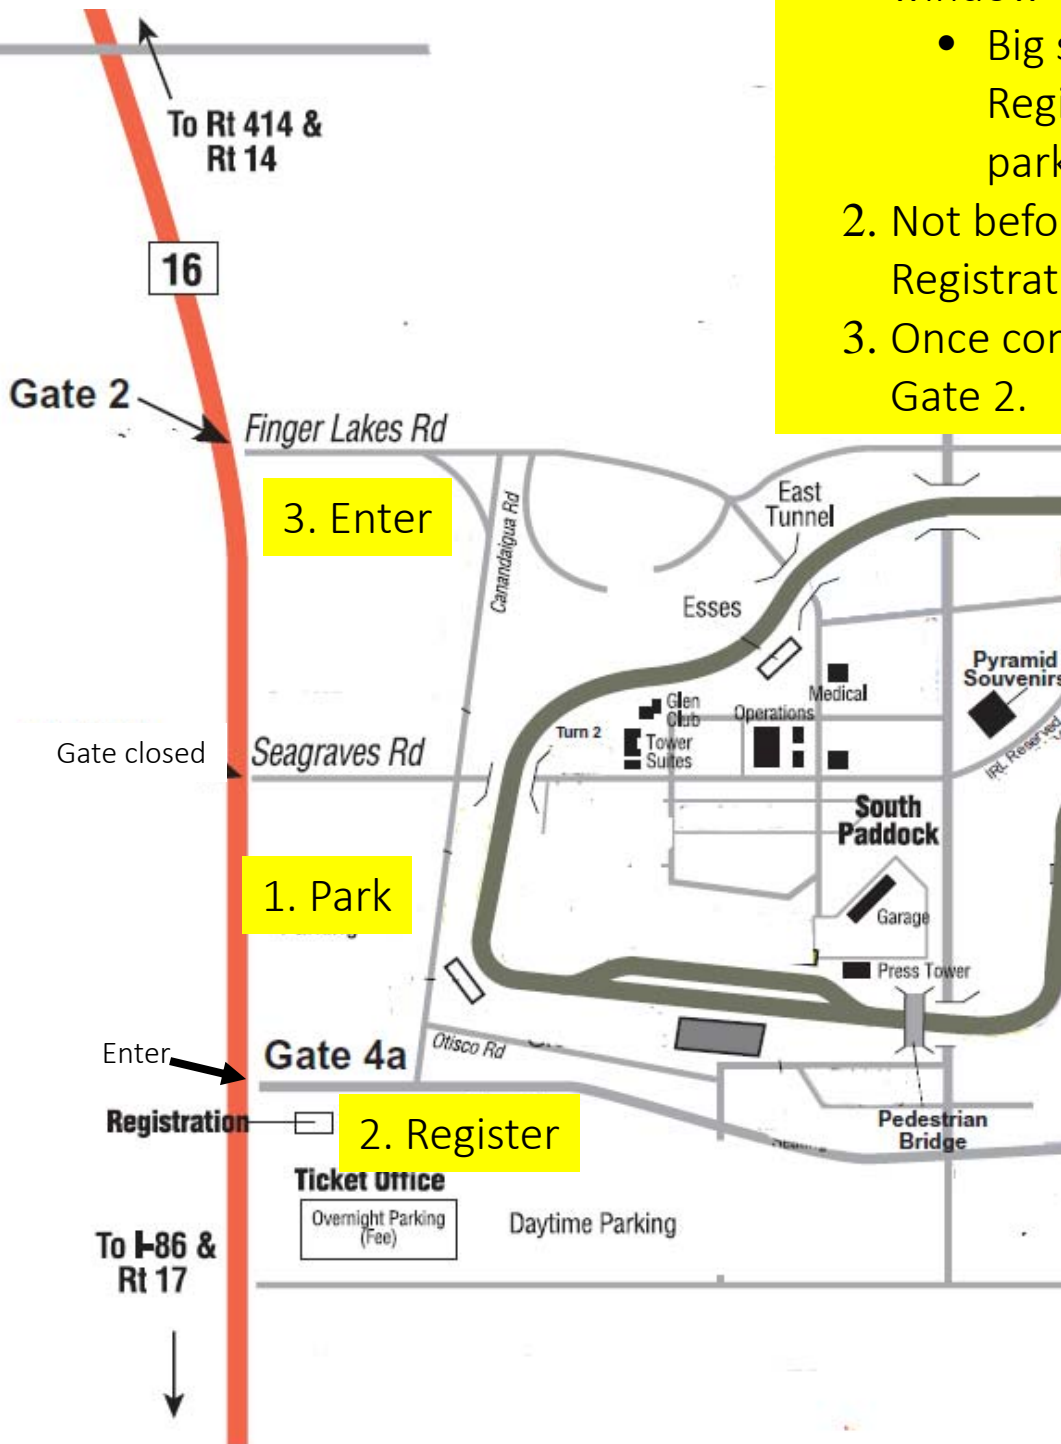 Big
Regi
park
2. Not befo
Registrat
3. Once
Gate 2.
To Rt 414 &
Rt 14
16
Gate 2
Finger Lakes Rd
3. Enter
Canandaigua Rd
East
Tunnel
Esses
Pyramid
Souvenirs
Medical
Glen
Club
Operations
Turn 2
Tower
Suites
IRL Reserved
Gate closed
Seagraves Rd
South
Paddock
1. Park
Garage
Press Tower
Otisco Rd
Enter
Gate 4a
Registration
2. Register
Pedestrian
Bridge
Ticket Office
Overnight Parking
(Fee)
Daytime Parking
To I-86 &
Rt 17